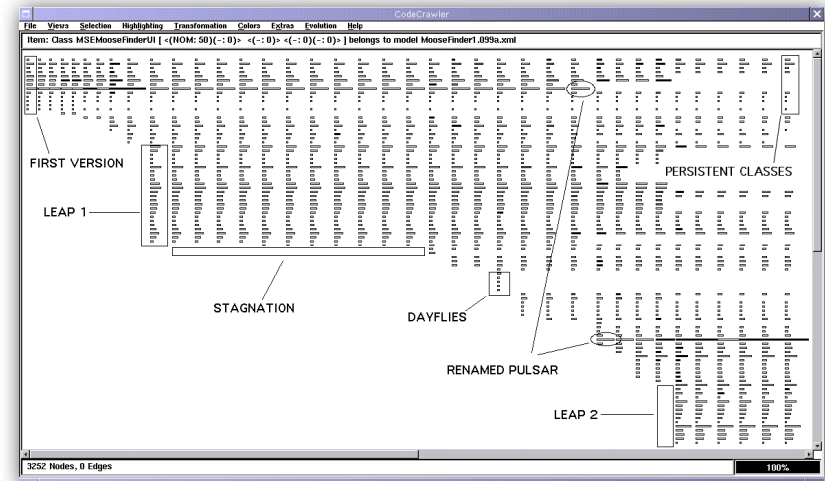 CodeCrawler
File Views Selection Highlighting Transformation Colors Extras Evolution Help
Item: Class MSEMooseFinderUI [ <(NOM: 50)(-: 0)> <(-: 0)> <(-: 0)(-: 0)> ] belongs to model MooseFinder1.099a.xml
FIRST VERSION
PERSISTENT CLASSES
LEAP 1
STAGNATION
DAYFLIES
RENAMED PULSAR
LEAP 2
3252 Nodes, 0 Edges
100%